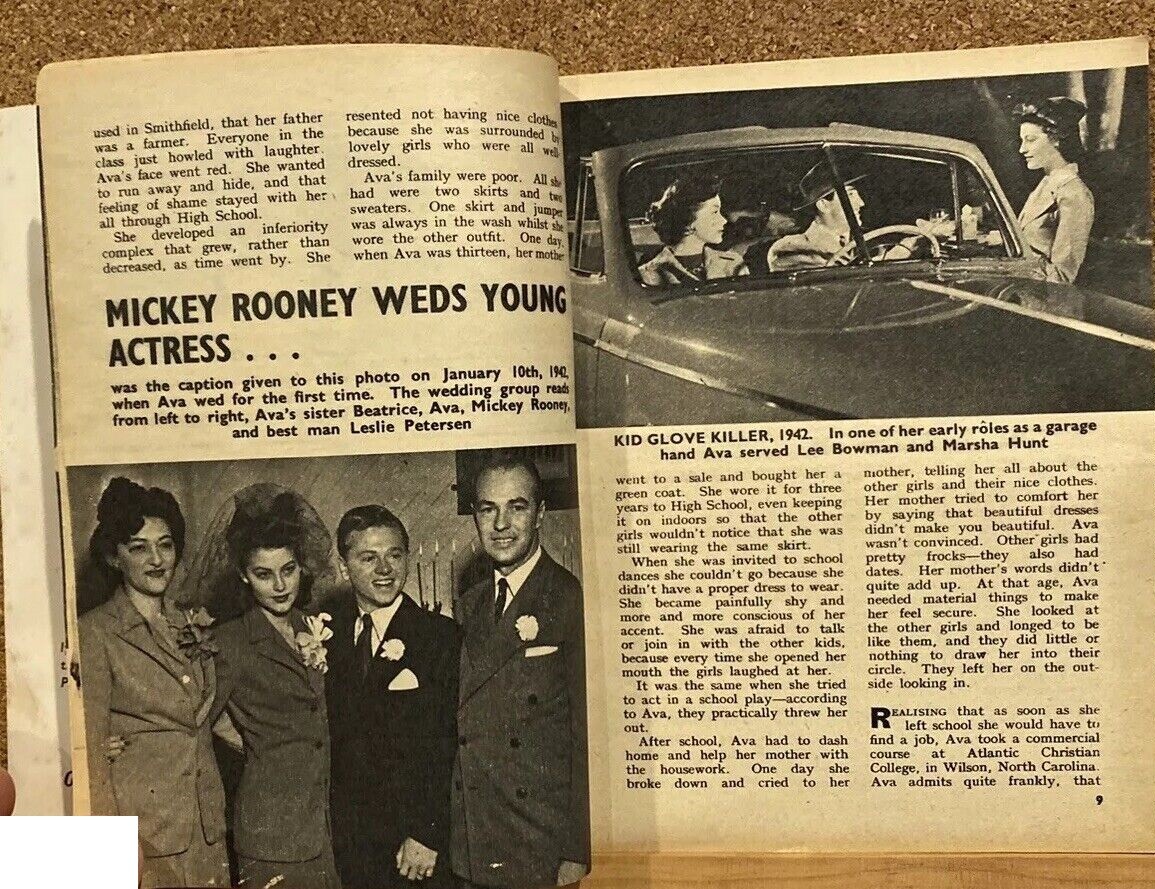 used in Smithfield, that her father
was a farmer. Everyone in the
class just howled with laughter.
Ava's face went red. She wanted
to run away and hide, and that
feeling of shame stayed with her
all through High School.
She developed an inferiority
complex that grew, rather than
decreased, as time went by. She
resented not having nice clothes
because she was surrounded by
lovely girls who were all well-
dressed.
Ava's family were poor. All she
had were two skirts and two
sweaters. One skirt and jumper
was always in the wash whilst she
wore the other outfit. One day,
when Ava was thirteen, her mother
MICKEY ROONEY WEDS YOUNG
ACTRESS . . .
was the caption given to this photo on January 10th, 1942,
when Ava wed for the first time. The wedding group reads
from left to right, Ava's sister Beatrice, Ava, Mickey Rooney,
and best man Leslie Petersen
KID GLOVE KILLER, 1942. In one of her early rôles as a garage
hand Ava served Lee Bowman and Marsha Hunt
went to a sale and bought her a
green coat. She wore it for three
years to High School, even keeping
it on indoors so that the other
girls wouldn't notice that she was
still wearing the same skirt.
When she was invited to school
dances she couldn't go because she
didn't have a proper dress to wear.
She became painfully shy and
more and more conscious of her
accent. She was afraid to talk
or join in with the other kids,
because every time she opened her
mouth the girls laughed at her.
It was the same when she tried
to act in a school play—according
to Ava, they practically threw her
out.
After school, Ava had to dash
home and help her mother with
the housework. One day she
broke down and cried to her
mother, telling her all about the
other girls and their nice clothes.
Her mother tried to comfort her
by saying that beautiful dresses
didn't make you beautiful. Ava
wasn't convinced. Other girls had
pretty frocks—they also had
dates. Her mother's words didn't
quite add up. At that age, Ava
needed material things to make
her feel secure. She looked at
the other girls and longed to be
like them, and they did little or
nothing to draw her into their
circle. They left her on the out-
side looking in.
REALISING that as soon as she
left school she would have to
find a job, Ava took a commercial
course at Atlantic Christian
College, in Wilson, North Carolina.
Ava admits quite frankly, that
9